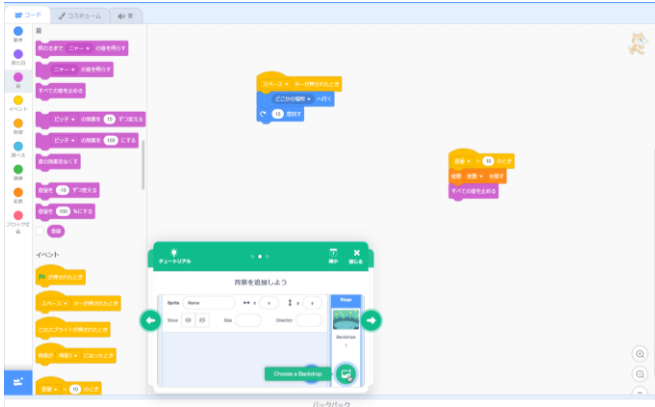 コード
コスチューム
音
動き
見た目
音
イベント
制御
調べる
演算
変数
ブロック定義
音
終わるまで ニャー の音を鳴らす
ニャー の音を鳴らす
すべての音を止める
ピッチ の効果を 10 ずつ変える
ピッチ の効果を 100 にする
音の効果をなくす
音量を -10 ずつ変える
音量を 100 %にする
音量
イベント
が押されたとき
スペース キーが押されたとき
このスプライトが押されたとき
背景が 背景1 になったとき
音量 > 10 のとき
スペース キーが押されたとき
どこかの場所 へ行く
15 度回す
音量 > 10 のとき
変数 変数 を隠す
すべての音を止める
チュートリアル
縮小
閉じる
背景を追加しよう
Sprite Name x x y y
Show Size Direction
Stage
Backdrops
1
Choose a Backdrop
バックパック